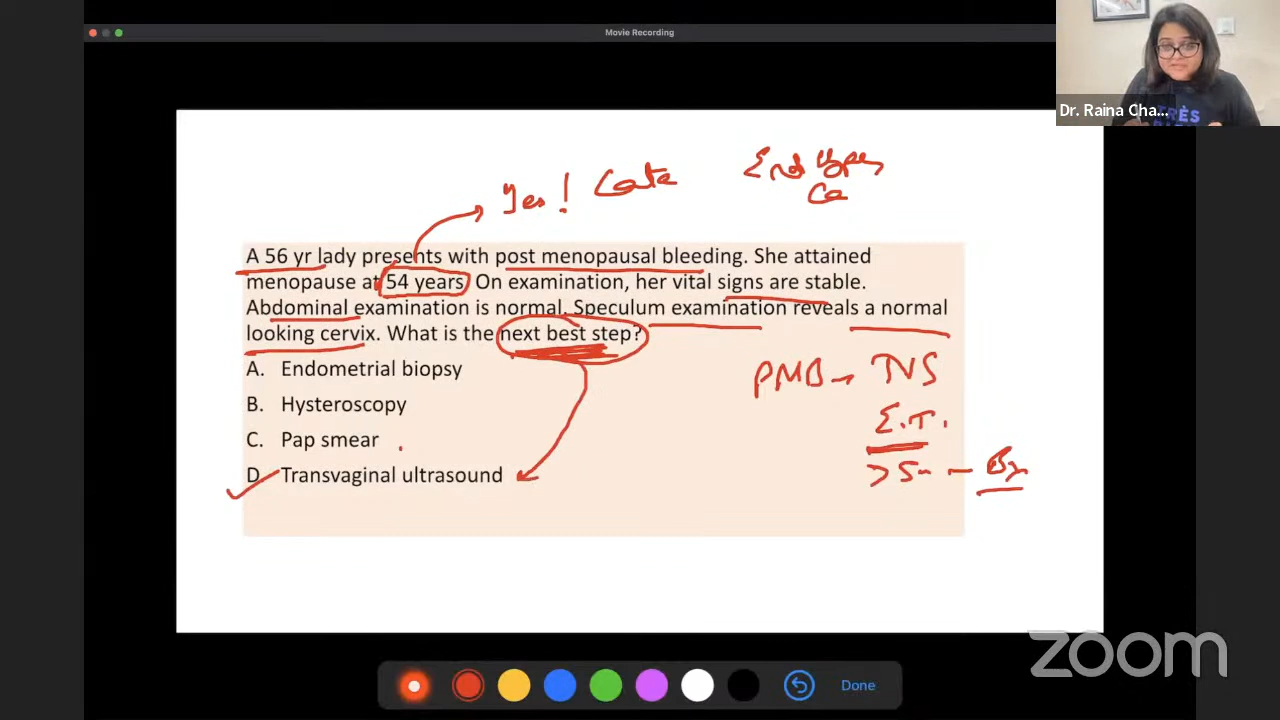 Movie Recording
Dr. Raina Cha...
TRÈS
Yes! Late
End
Ca
A 56 yr lady presents with post menopausal bleeding. She attained
menopause at 54 years. On examination, her vital signs are stable.
Abdominal examination is normal. Speculum examination reveals a normal
looking cervix. What is the next best step?
A. Endometrial biopsy
B. Hysteroscopy
C. Pap smear
D. Transvaginal ultrasound
PMB → TVS
E.T.
Done
zoom